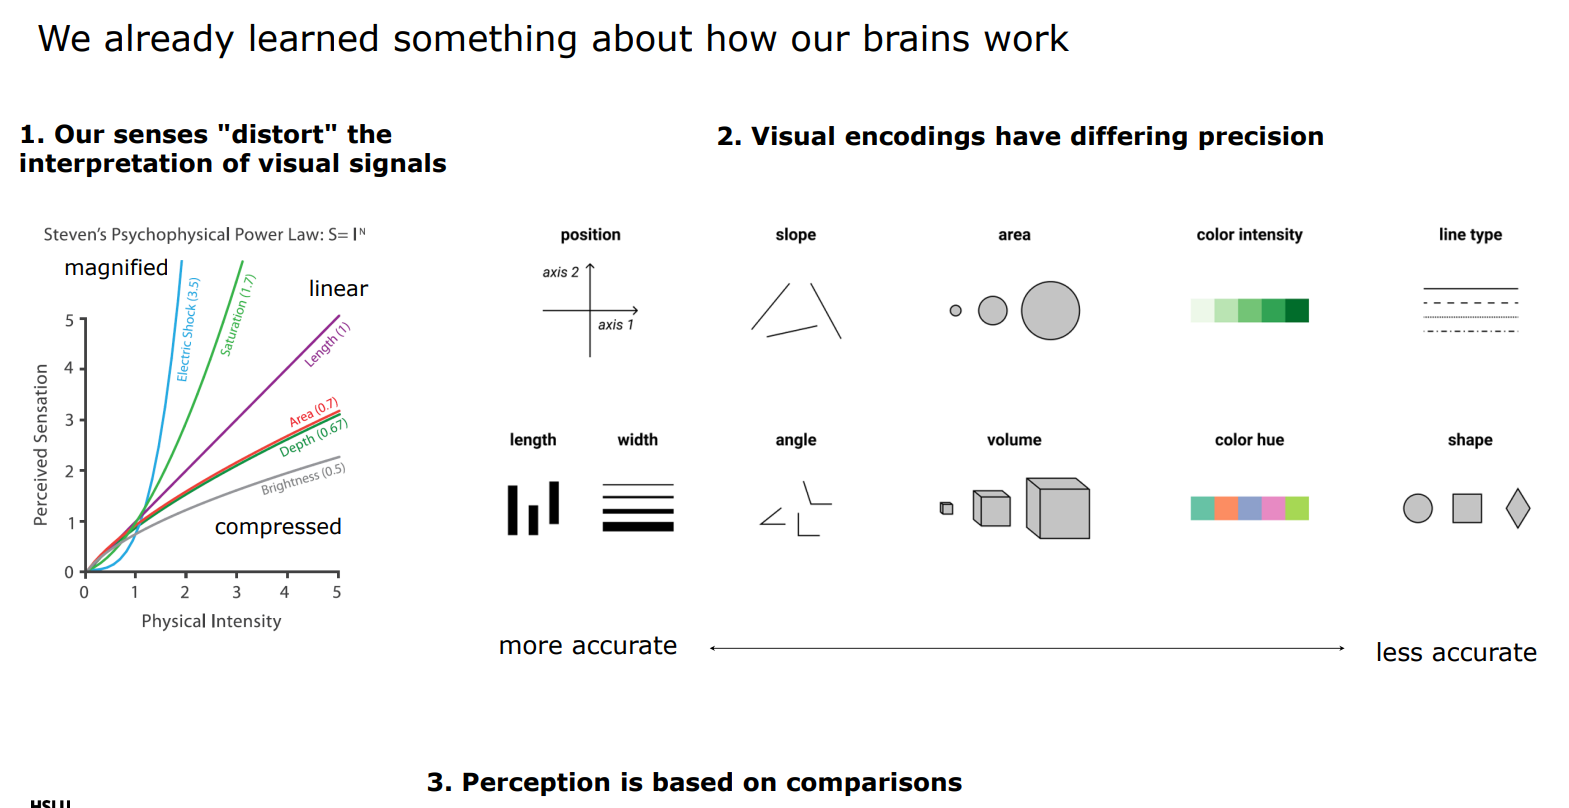 We already learned something about how our brains work
1. Our senses "distort" the
interpretation of visual signals
Steven's Psychophysical Power Law: S= Iᴺ
magnified
linear
Electric Shock (3.5)
Saturation (1.7)
Length (1)
Area (0.7)
Depth (0.67)
Brightness (0.5)
compressed
Perceived Sensation
5
4
3
2
1
0
0 1 2 3 4 5
Physical Intensity
2. Visual encodings have differing precision
position
slope
area
color intensity
line type
axis 2
axis 1
length
width
angle
volume
color hue
shape
more accurate
less accurate
3. Perception is based on comparisons